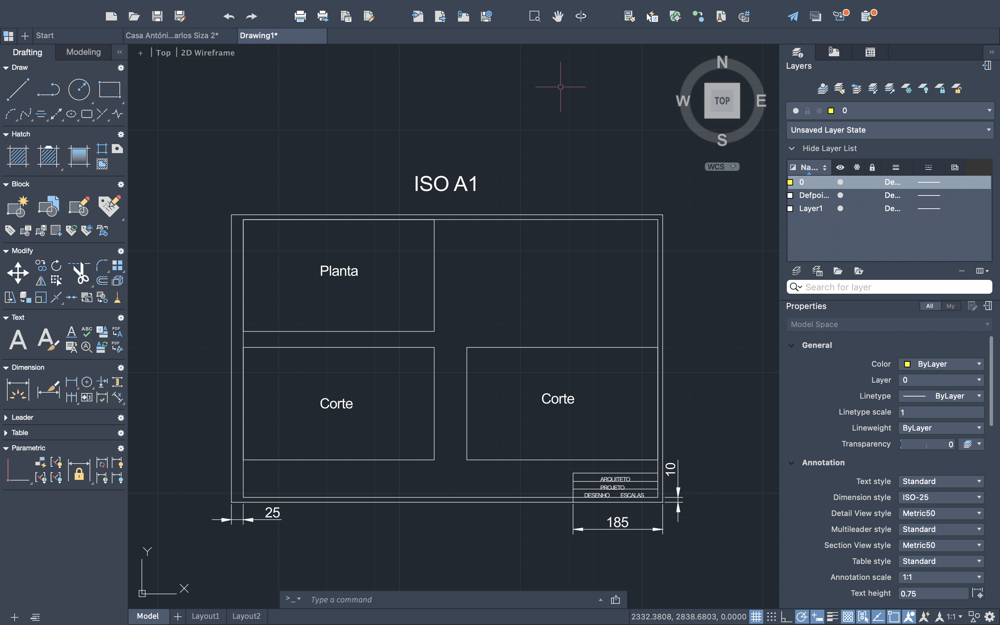 Start
Casa Antóni...arlos Siza 2*
Drawing1*
Drafting
Modeling
Top
2D Wireframe
Draw
Hatch
Block
Modify
Text
ABC
A
PDF
A
A
A
PDF
Dimension
.1
x
Leader
Table
Parametric
N
W
TOP
E
S
WCS
ISO A1
Planta
Corte
Corte
ARQUITETO
PROJETO
DESENHO ESCALAS
10
25
185
Y
X
>_ Type a command
Model
Layout1
Layout2
2332.3808, 2838.6803, 0.0000
1:1
Layers
0
Unsaved Layer State
Hide Layer List
Na...
0 De...
Defpoi... De...
Layer1 De...
Search for layer
Properties
All
My
Model Space
General
Color ByLayer
Layer 0
Linetype ByLayer
Linetype scale 1
Lineweight ByLayer
Transparency 0
Annotation
Text style Standard
Dimension style ISO-25
Detail View style Metric50
Multileader style Standard
Section View style Metric50
Table style Standard
Annotation scale 1:1
Text height 0.75